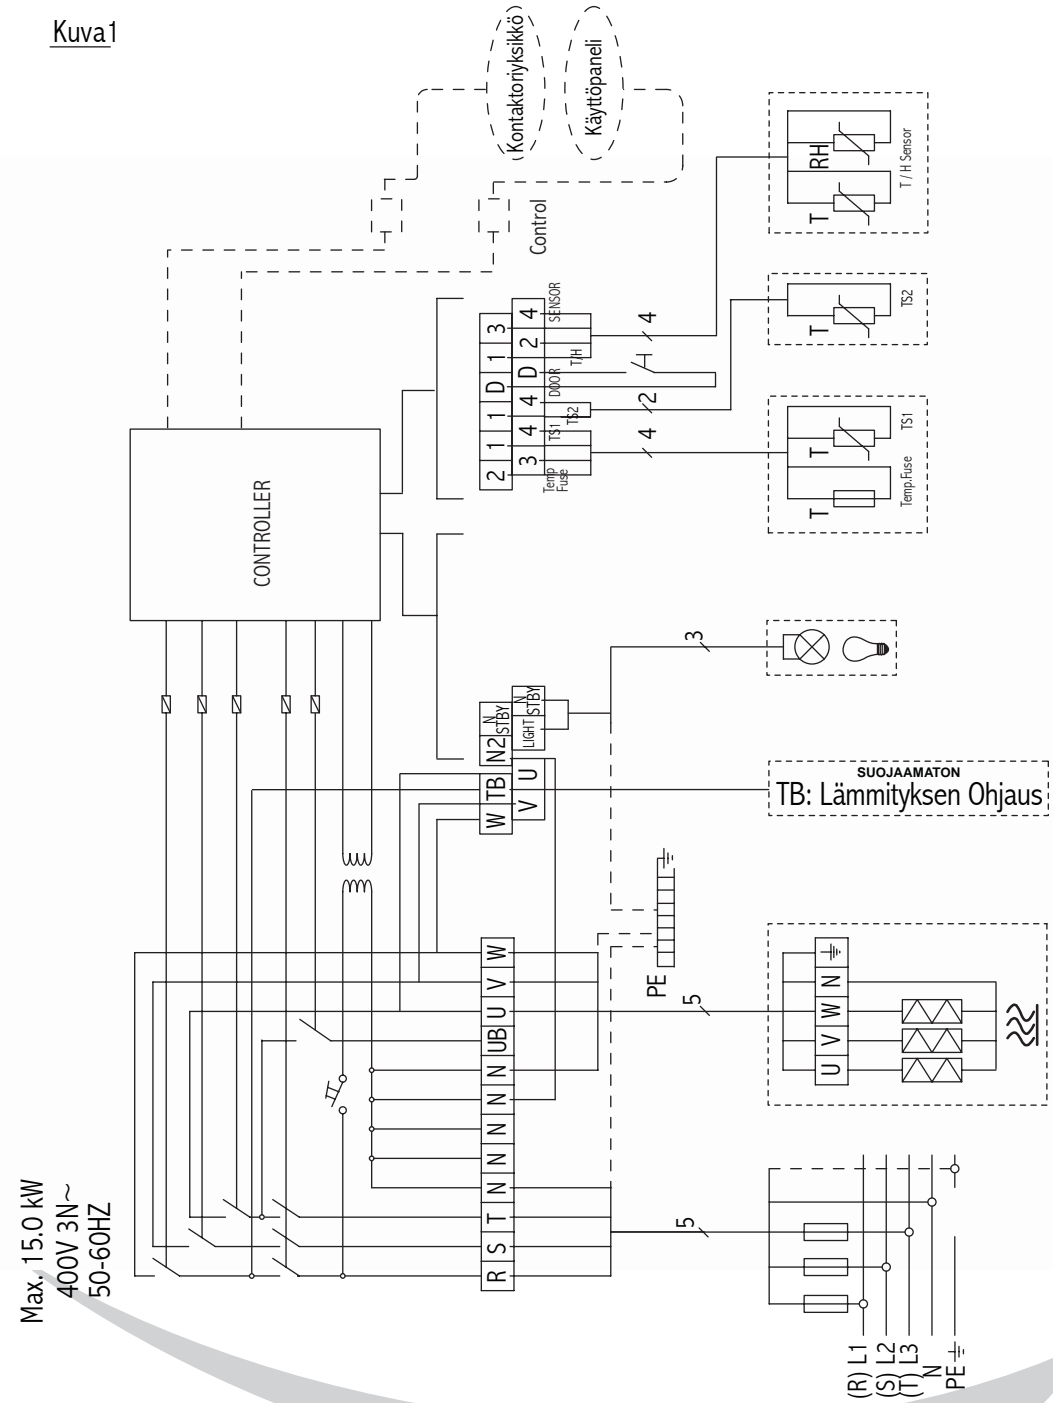 Kuva1
Kontaktoriyksikkö
Käyttöpaneli
Control
CONTROLLER
2 1 1 D 1 3
3 4 4 D 2 4
Temp
Fuse
TS1
TS2
DOOR
T/H
SENSOR
4
2
4
T
RH
T / H Sensor
T
TS2
T
T
Temp.Fuse
TS1
3
W TB N2 N STBY
V U LIGHT N STBY
SUOJAAMATON
TB: Lämmityksen Ohjaus
PE
R S T N N N N N UB U V W
5
U V W N
5
Max. 15.0 kW
400V 3N~
50-60HZ
(R) L1
(S) L2
(T) L3
N
PE